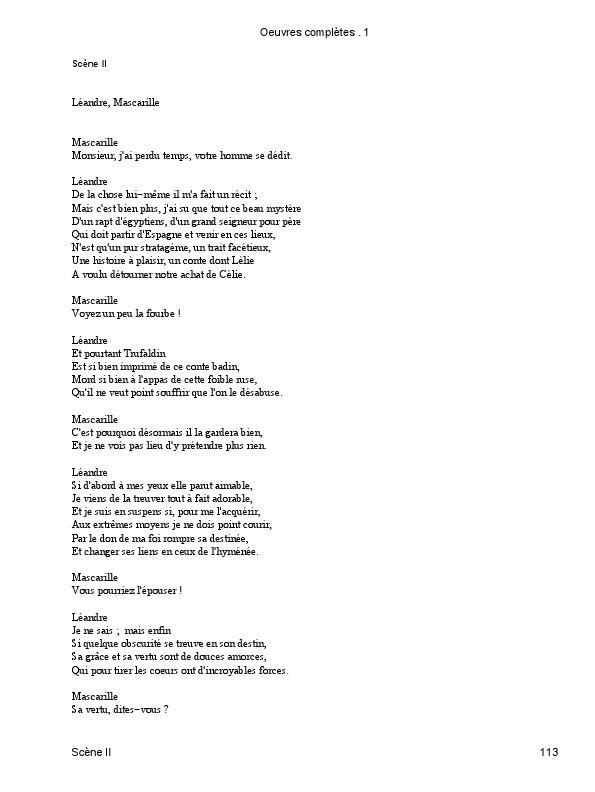 Oeuvres complètes . 1
Scène II
Léandre, Mascarille
Mascarille
Monsieur, j'ai perdu temps, votre homme se dédit.
Léandre
De la chose lui−même il m'a fait un récit ;
Mais c'est bien plus, j'ai su que tout ce beau mystère
D'un rapt d'égyptiens, d'un grand seigneur pour père
Qui doit partir d'Espagne et venir en ces lieux,
N'est qu'un pur stratagème, un trait facétieux,
Une histoire à plaisir, un conte dont Lélie
A voulu détourner notre achat de Célie.
Mascarille
Voyez un peu la fourbe !
Léandre
Et pourtant Trufaldin
Est si bien imprimé de ce conte badin,
Mord si bien à l'appas de cette foible ruse,
Qu'il ne veut point souffrir que l'on le désabuse.
Mascarille
C'est pourquoi désormais il la gardera bien,
Et je ne vois pas lieu d'y prétendre plus rien.
Léandre
Si d'abord à mes yeux elle parut aimable,
Je viens de la treuver tout à fait adorable,
Et je suis en suspens si, pour me l'acquérir,
Aux extrêmes moyens je ne dois point courir,
Par le don de ma foi rompre sa destinée,
Et changer ses liens en ceux de l'hyménée.
Mascarille
Vous pourriez l'épouser !
Léandre
Je ne sais ; mais enfin
Si quelque obscurité se treuve en son destin,
Sa grâce et sa vertu sont de douces amorces,
Qui pour tirer les coeurs ont d'incroyables forces.
Mascarille
Sa vertu, dites−vous ?
Scène II 113